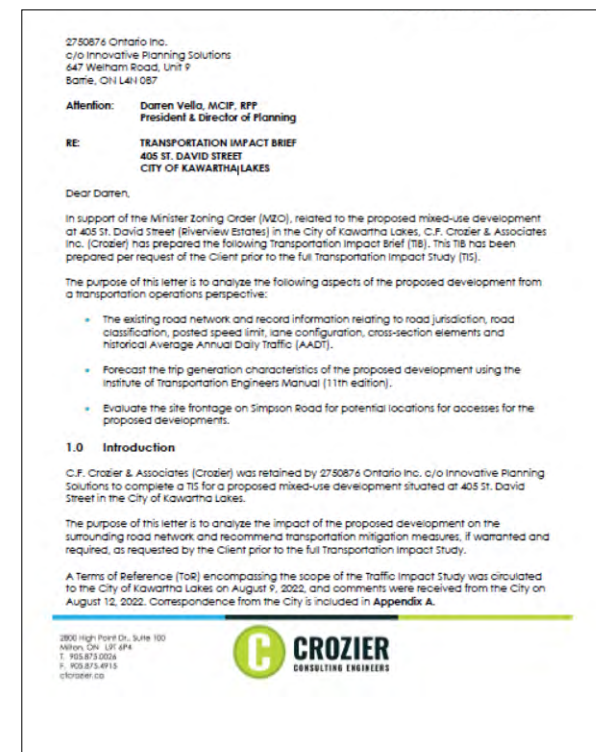 2750876 Ontario Inc.
c/o Innovative Planning Solutions
647 Welham Road, Unit 9
Barrie, ON L4N 0B7
Attention: Darren Vella, MCIP, RPP
President & Director of Planning
RE: TRANSPORTATION IMPACT BRIEF
405 ST. DAVID STREET
CITY OF KAWARTHA LAKES
Dear Darren,
In support of the Minister Zoning Order (MZO), related to the proposed mixed-use development
at 405 St. David Street (Riverview Estates) in the City of Kawartha Lakes, C.F. Crozier & Associates
Inc. (Crozier) has prepared the following Transportation Impact Brief (TIB). This TIB has been
prepared per request of the Client prior to the full Transportation Impact Study (TIS).
The purpose of this letter is to analyze the following aspects of the proposed development from
a transportation operations perspective:
• The existing road network and record information relating to road jurisdiction, road
classification, posted speed limit, lane configuration, cross-section elements and
historical Average Annual Daily Traffic (AADT).
• Forecast the trip generation characteristics of the proposed development using the
Institute of Transportation Engineers Manual (11th edition).
• Evaluate the site frontage on Simpson Road for potential locations for accesses for the
proposed developments.
1.0 Introduction
C.F. Crozier & Associates (Crozier) was retained by 2750876 Ontario Inc. c/o Innovative Planning
Solutions to complete a TIS for a proposed mixed-use development situated at 405 St. David
Street in the City of Kawartha Lakes.
The purpose of this letter is to analyze the impact of the proposed development on the
surrounding road network and recommend transportation mitigation measures, if warranted and
required, as requested by the Client prior to the full Transportation Impact Study.
A Terms of Reference (ToR) encompassing the scope of the Traffic Impact Study was circulated
to the City of Kawartha Lakes on August 9, 2022, and comments were received from the City on
August 12, 2022. Correspondence from the City is included in Appendix A.
2800 High Point Dr., Suite 100
Milton, ON L9T 6P4
T. 905.875.0026
F. 905.875.4915
cfcrozier.ca
CROZIER
CONSULTING ENGINEERS